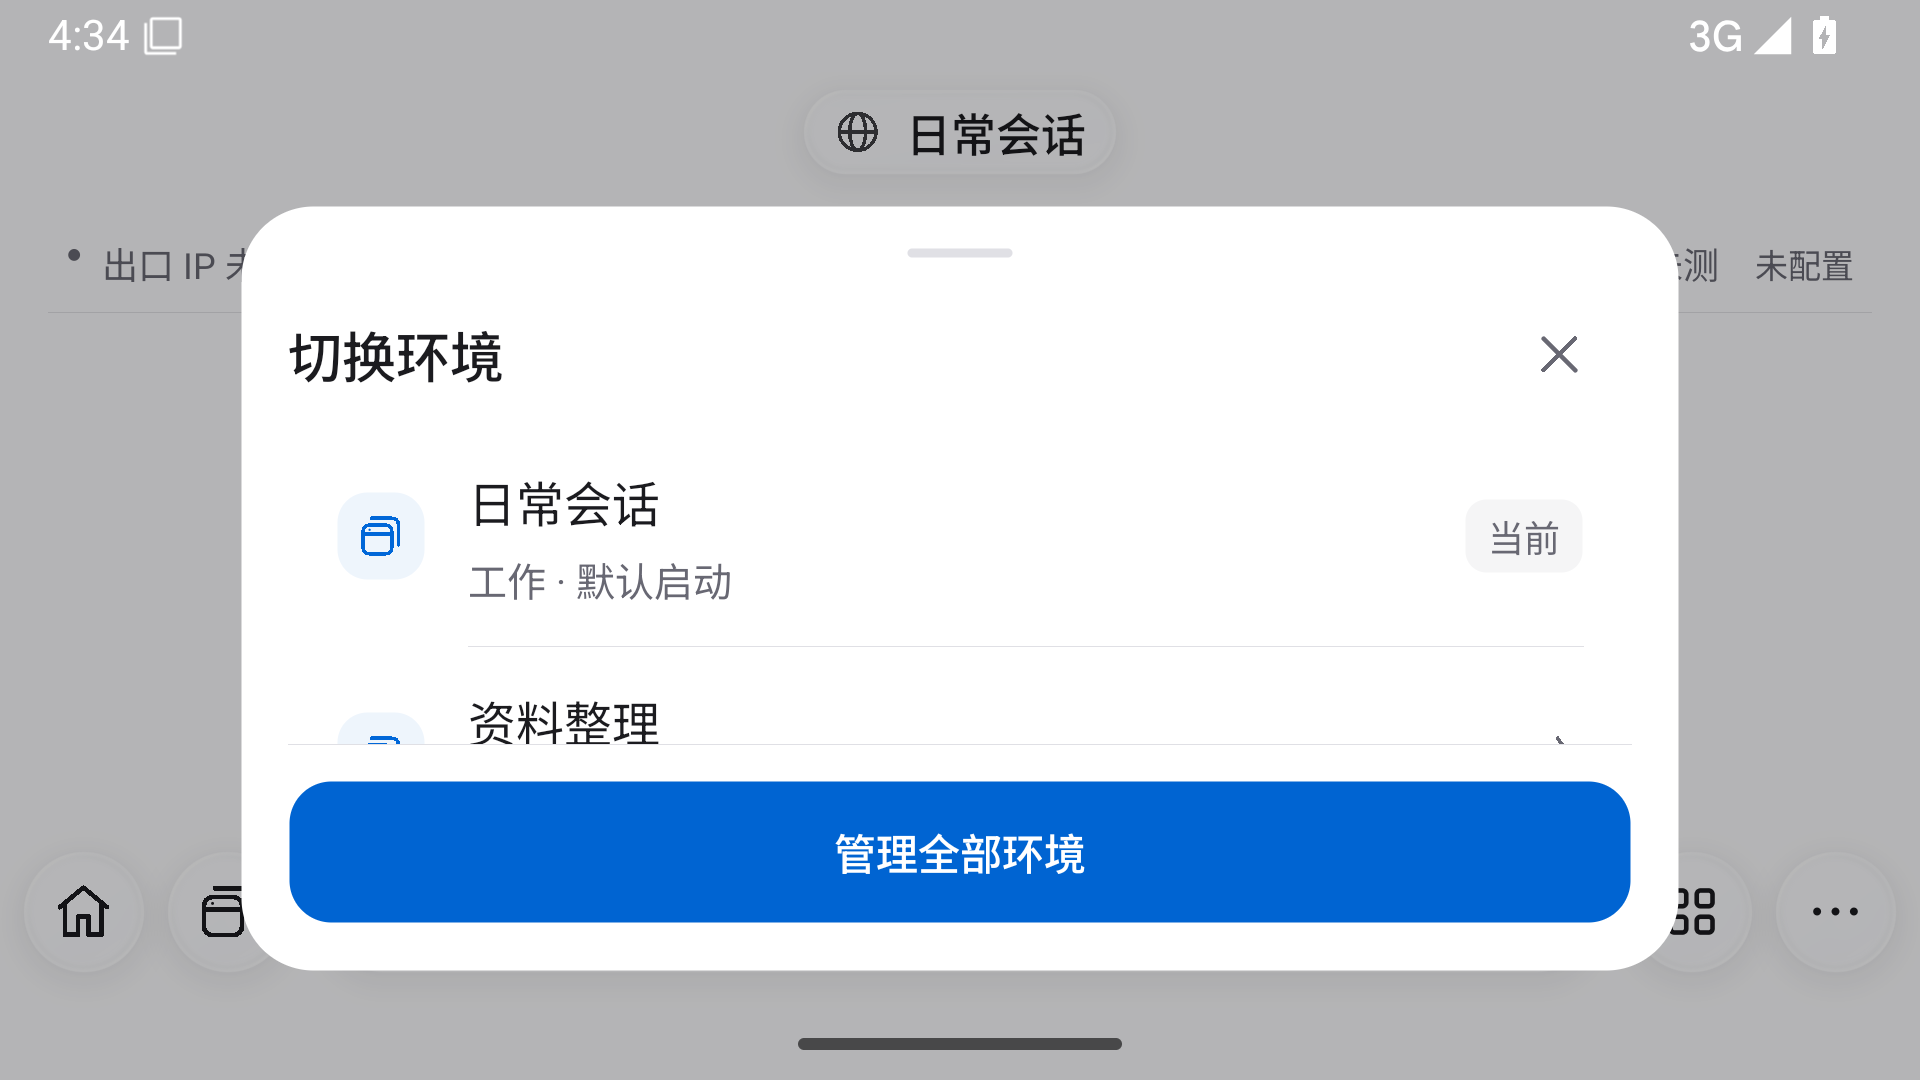 4:34
3G
日常会话
出口 IP
测
未配置
切换环境
日常会话
当前
工作 · 默认启动
资料整理
管理全部环境